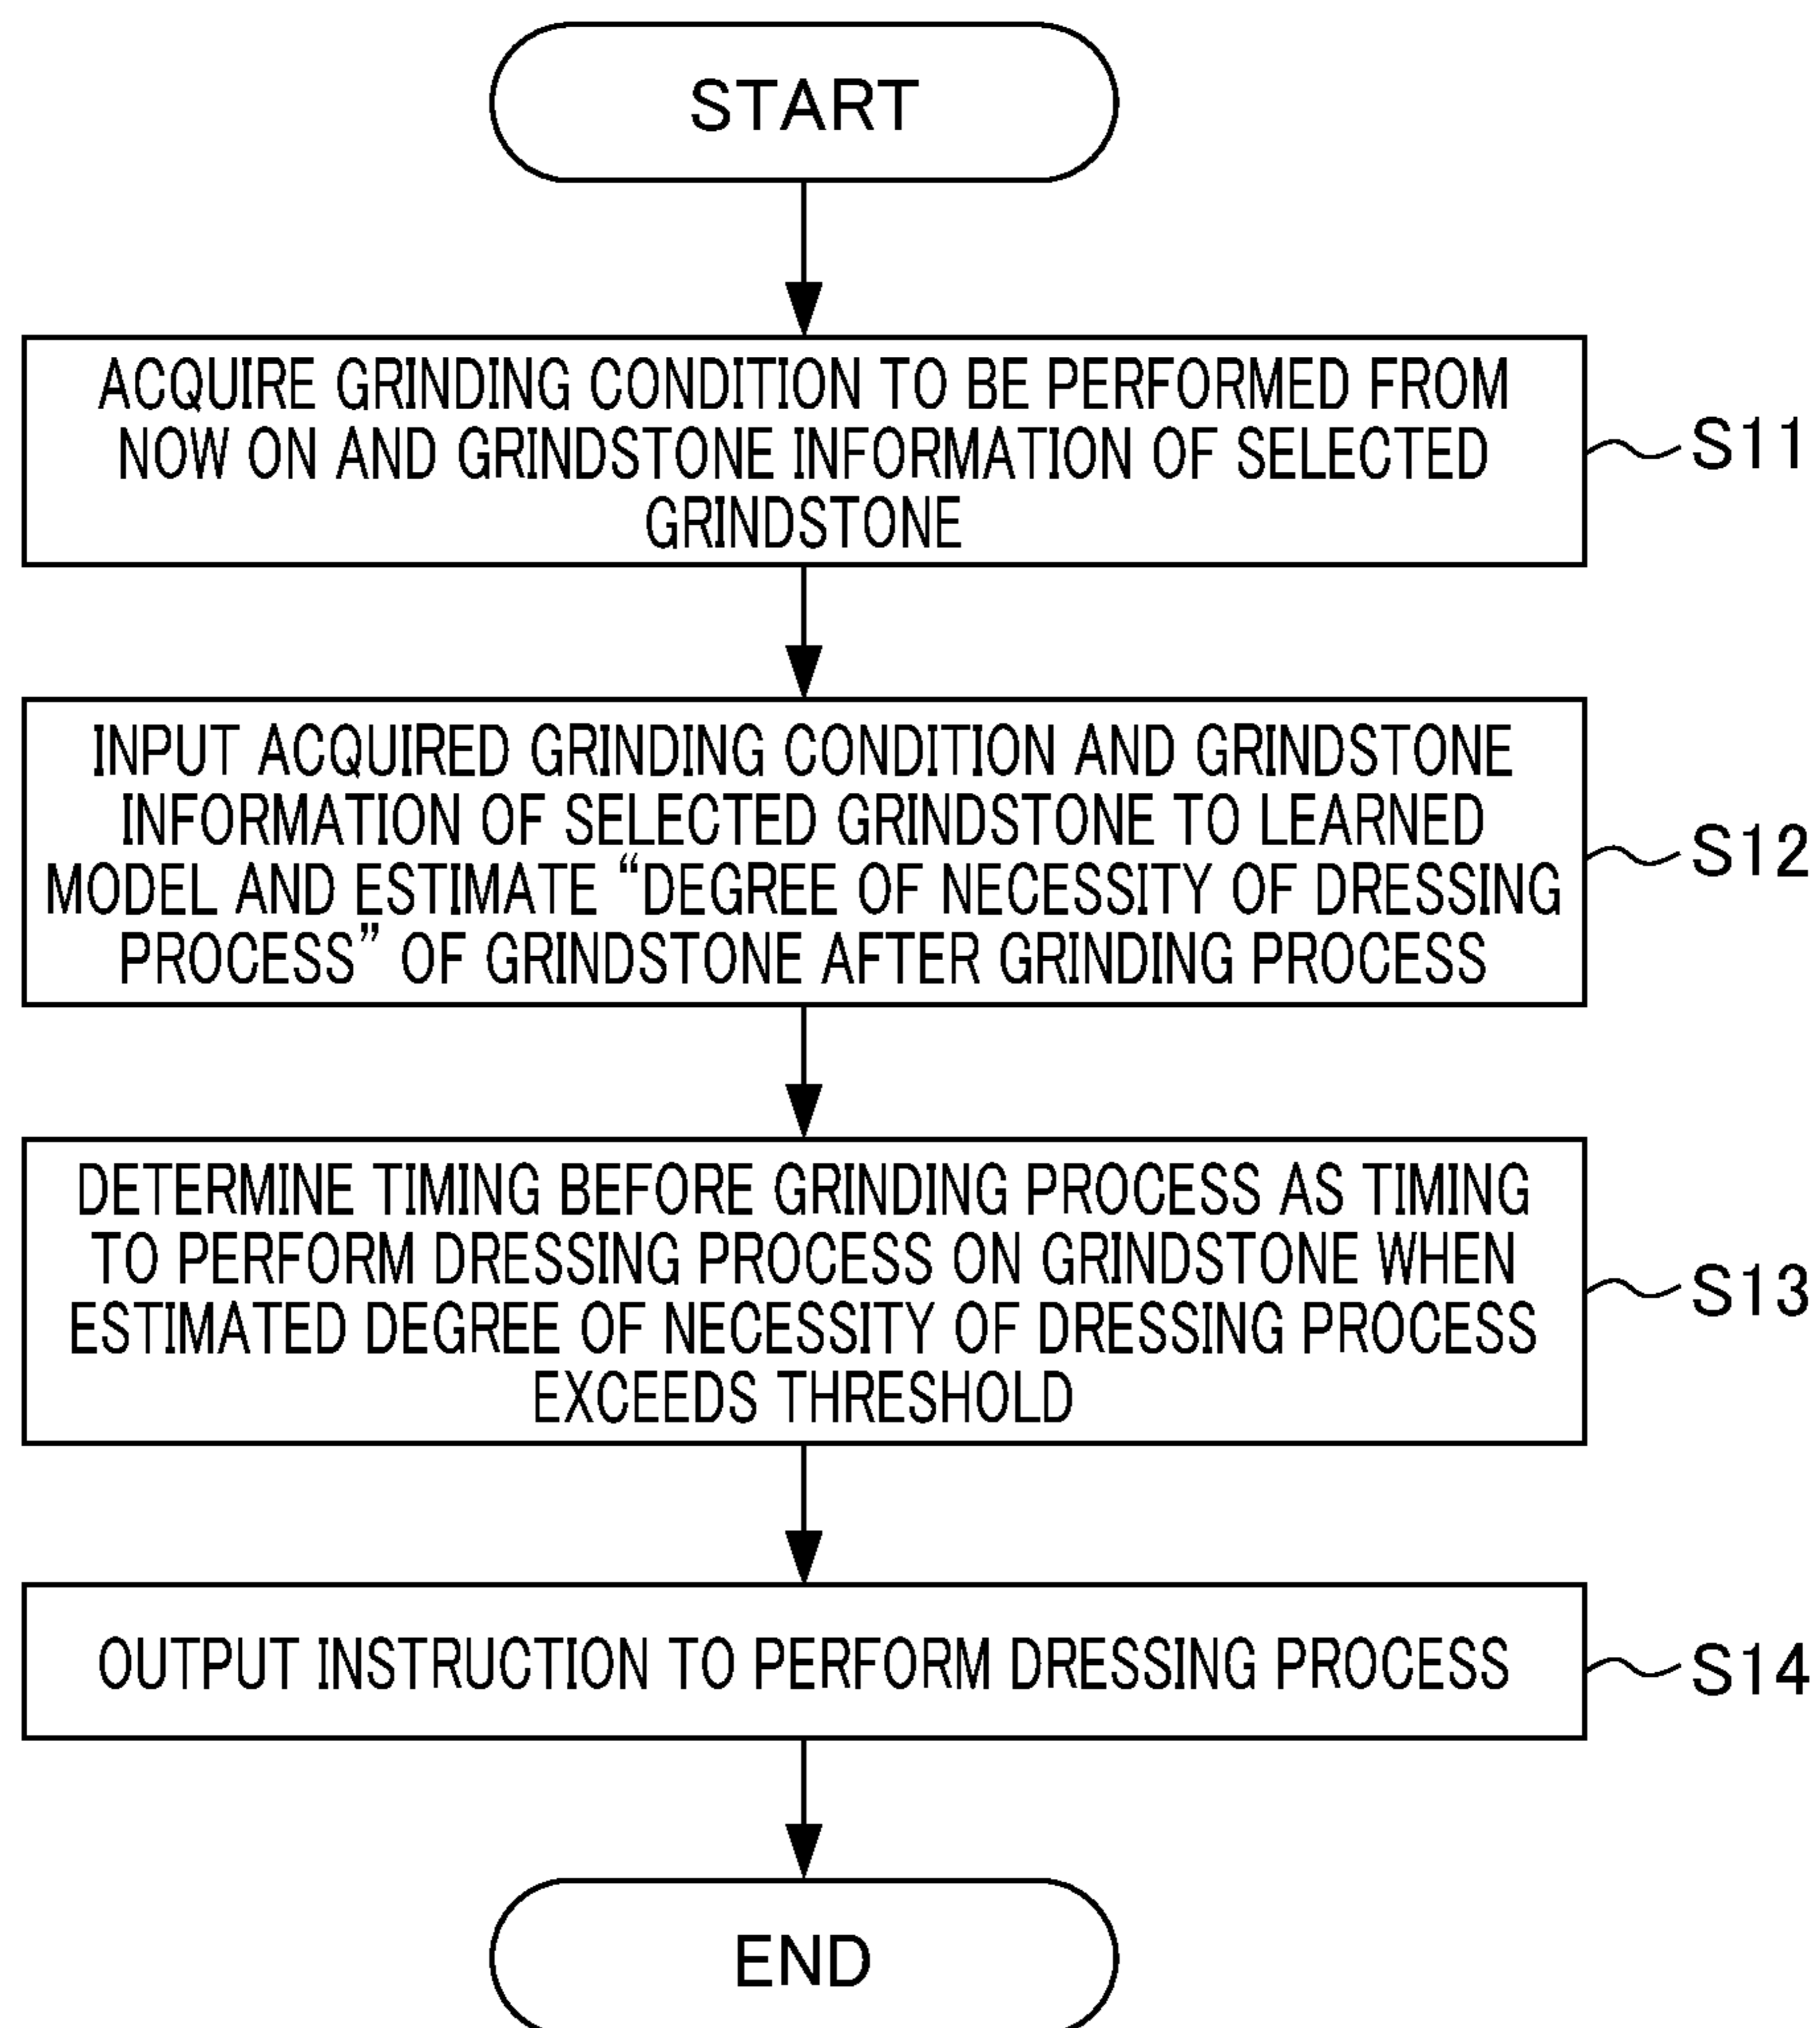 START
ACQUIRE GRINDING CONDITION TO BE PERFORMED FROM
NOW ON AND GRINDSTONE INFORMATION OF SELECTED
GRINDSTONE
S11
INPUT ACQUIRED GRINDING CONDITION AND GRINDSTONE
INFORMATION OF SELECTED GRINDSTONE TO LEARNED
MODEL AND ESTIMATE “DEGREE OF NECESSITY OF DRESSING
PROCESS” OF GRINDSTONE AFTER GRINDING PROCESS
S12
DETERMINE TIMING BEFORE GRINDING PROCESS AS TIMING
TO PERFORM DRESSING PROCESS ON GRINDSTONE WHEN
ESTIMATED DEGREE OF NECESSITY OF DRESSING PROCESS
EXCEEDS THRESHOLD
S13
OUTPUT INSTRUCTION TO PERFORM DRESSING PROCESS
S14
END